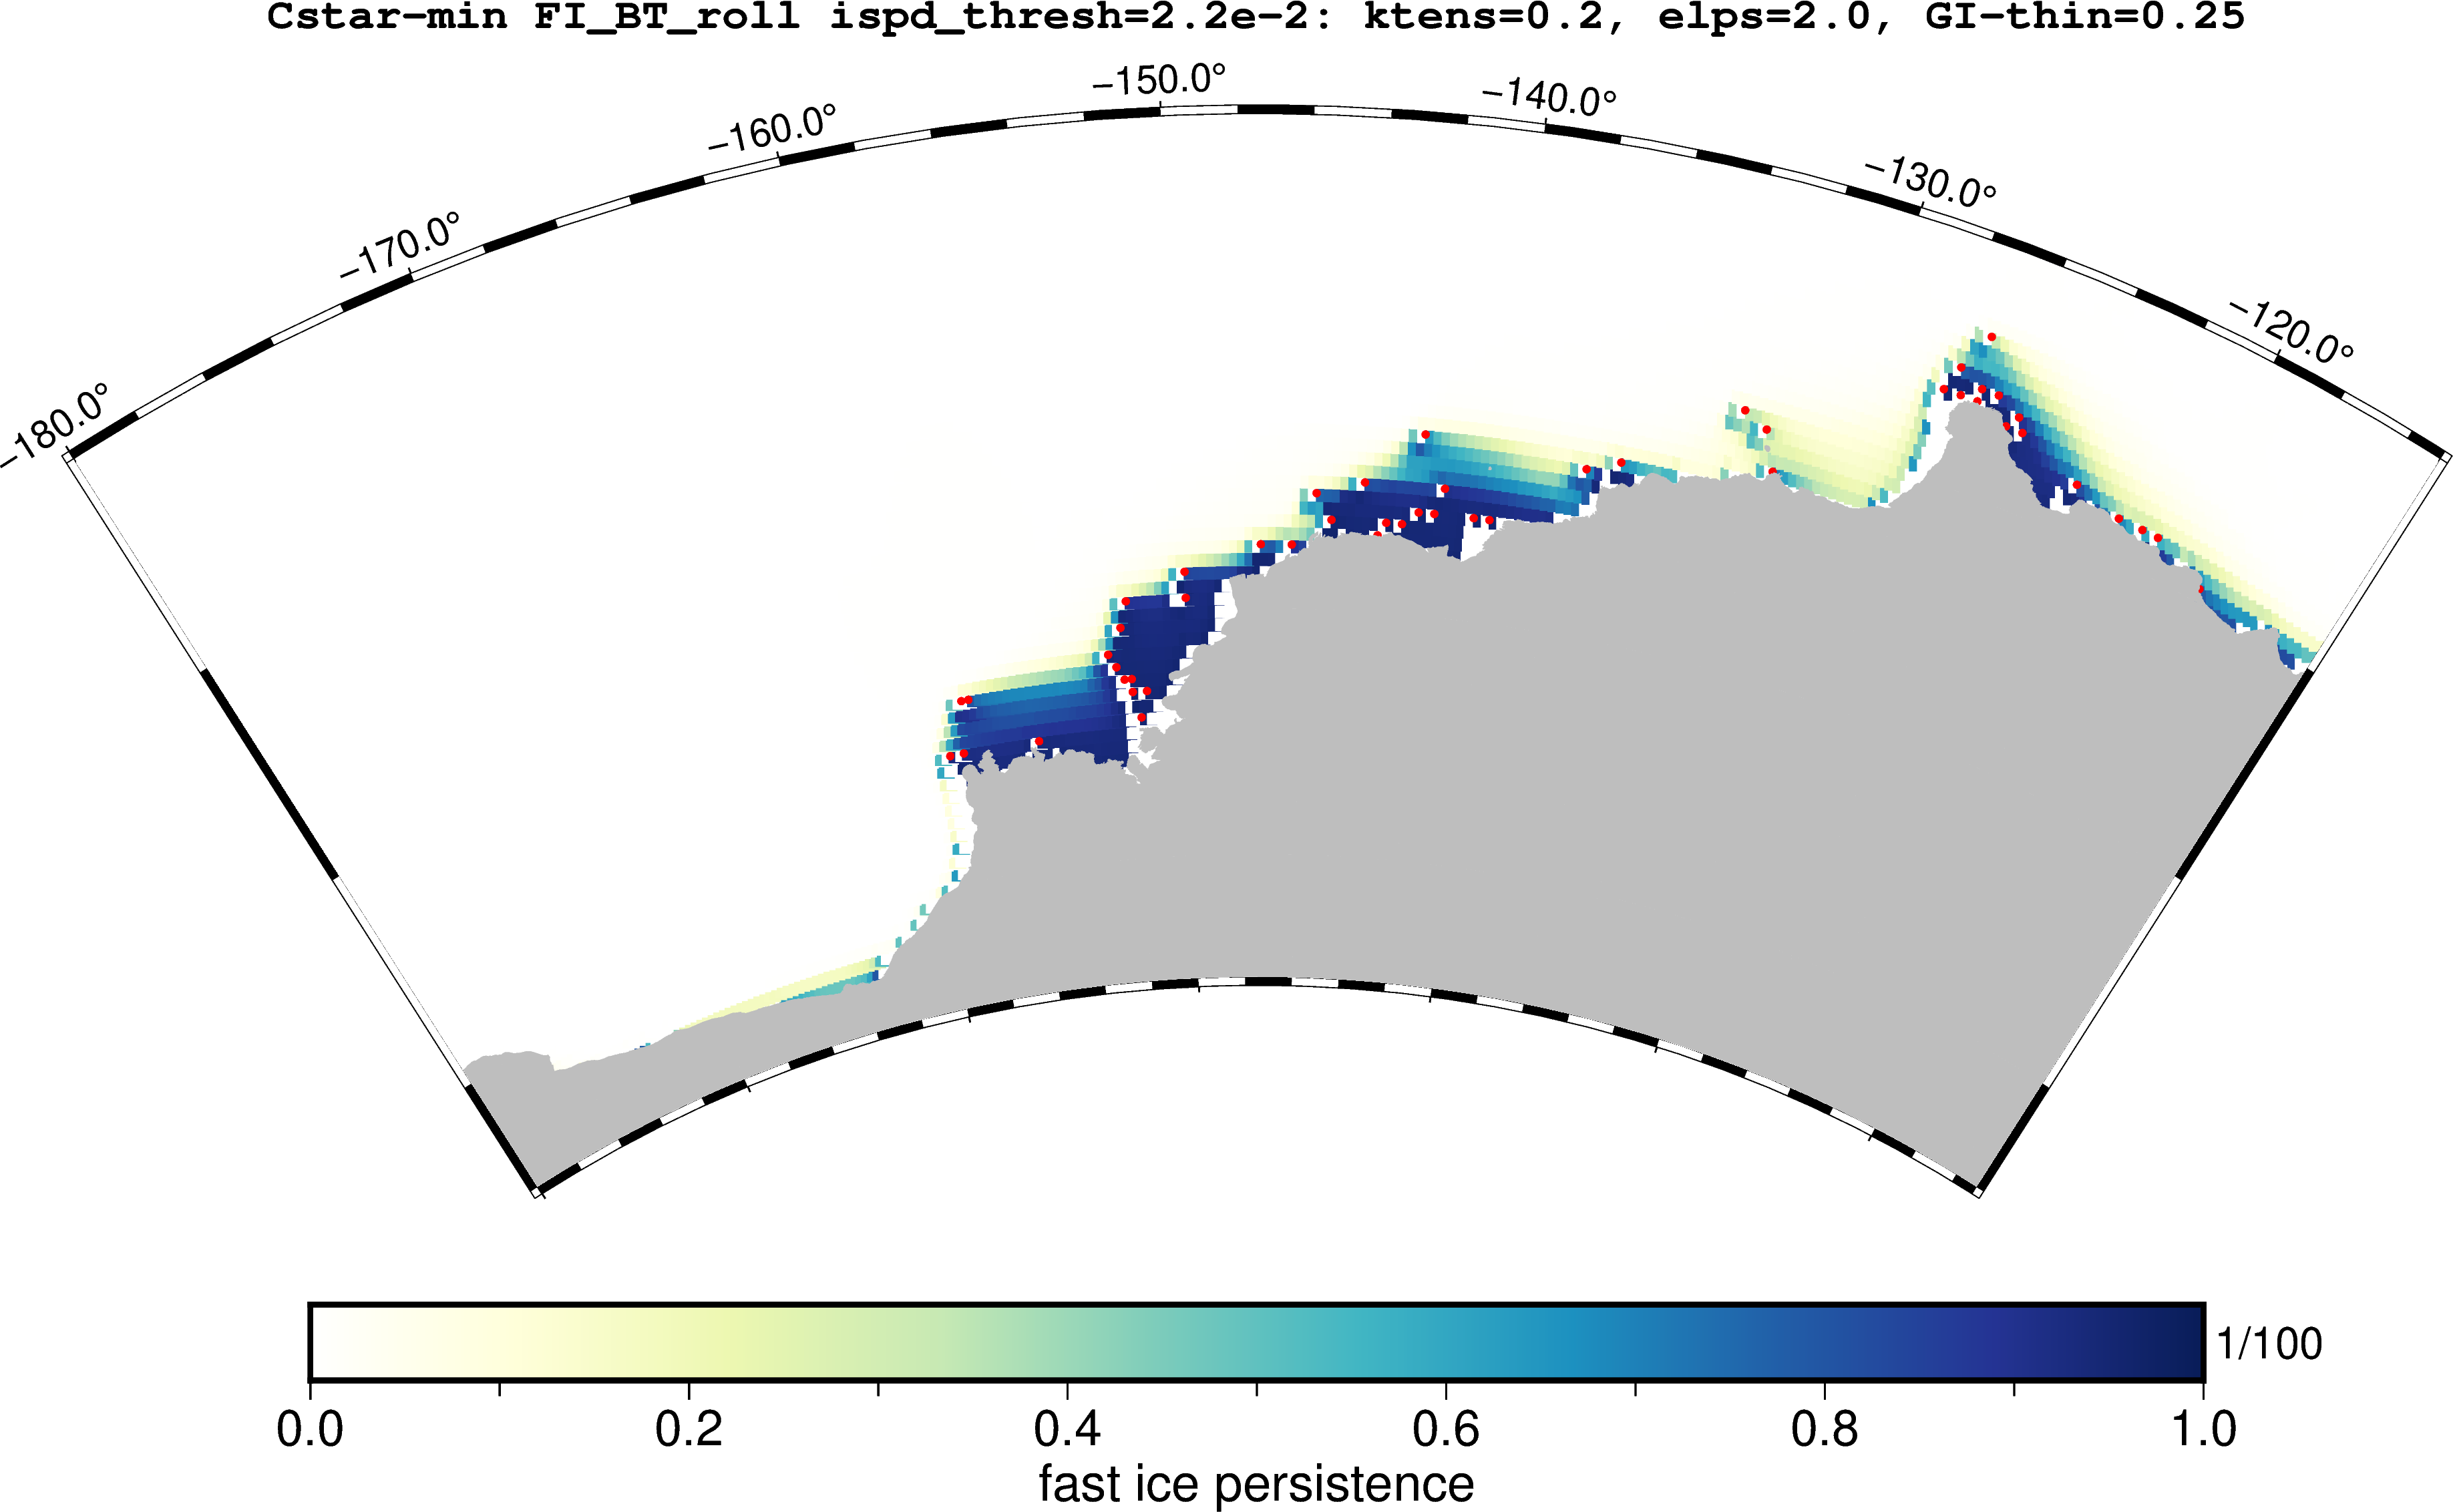 Cstar-min FI_BT_roll ispd_thresh=2.2e-2: ktens=0.2, elps=2.0, GI-thin=0.25
−150.0°
−140.0°
−160.0°
−130.0°
−170.0°
−120.0°
−180.0°
1/100
0.0 0.2 0.4 0.6 0.8 1.0
fast ice persistence